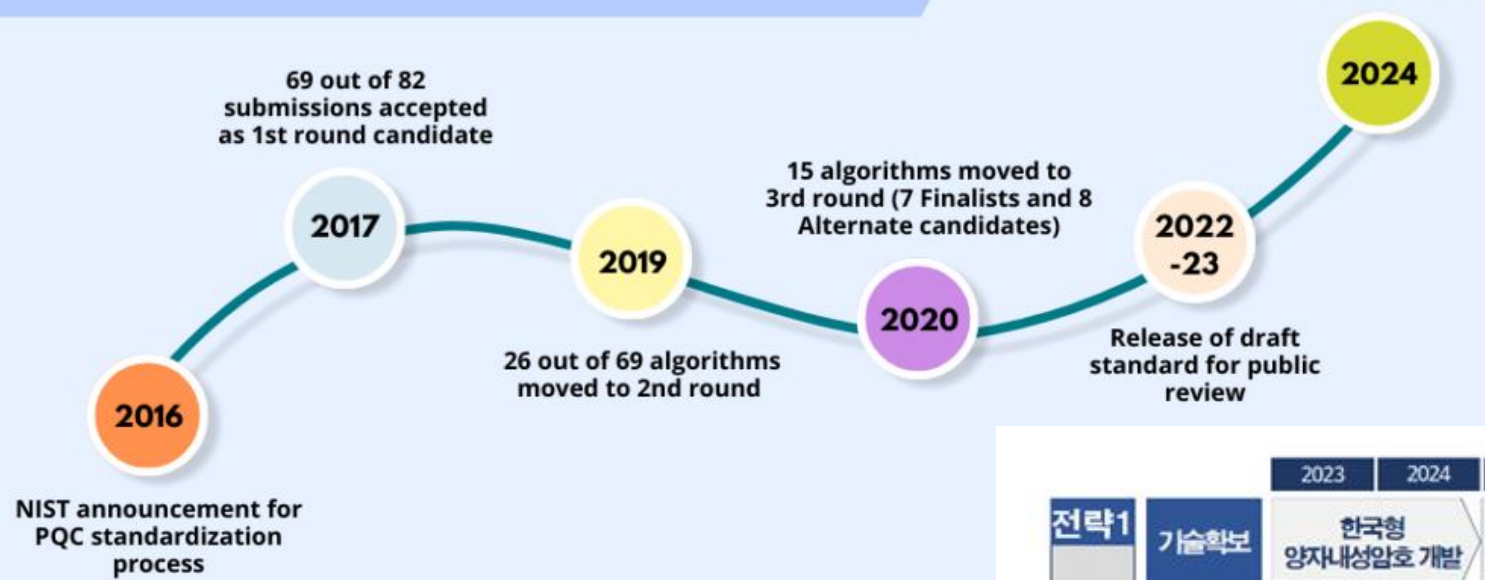 2016
NIST announcement for
PQC standardization
process
69 out of 82
submissions accepted
as 1st round candidate
2017
2019
26 out of 69 algorithms
moved to 2nd round
15 algorithms moved to
3rd round (7 Finalists and 8
Alternate candidates)
2020
2022
-23
Release of draft
standard for public
review
2024
2023
2024
전략1
기술확보
한국형
양자내성암호 개발